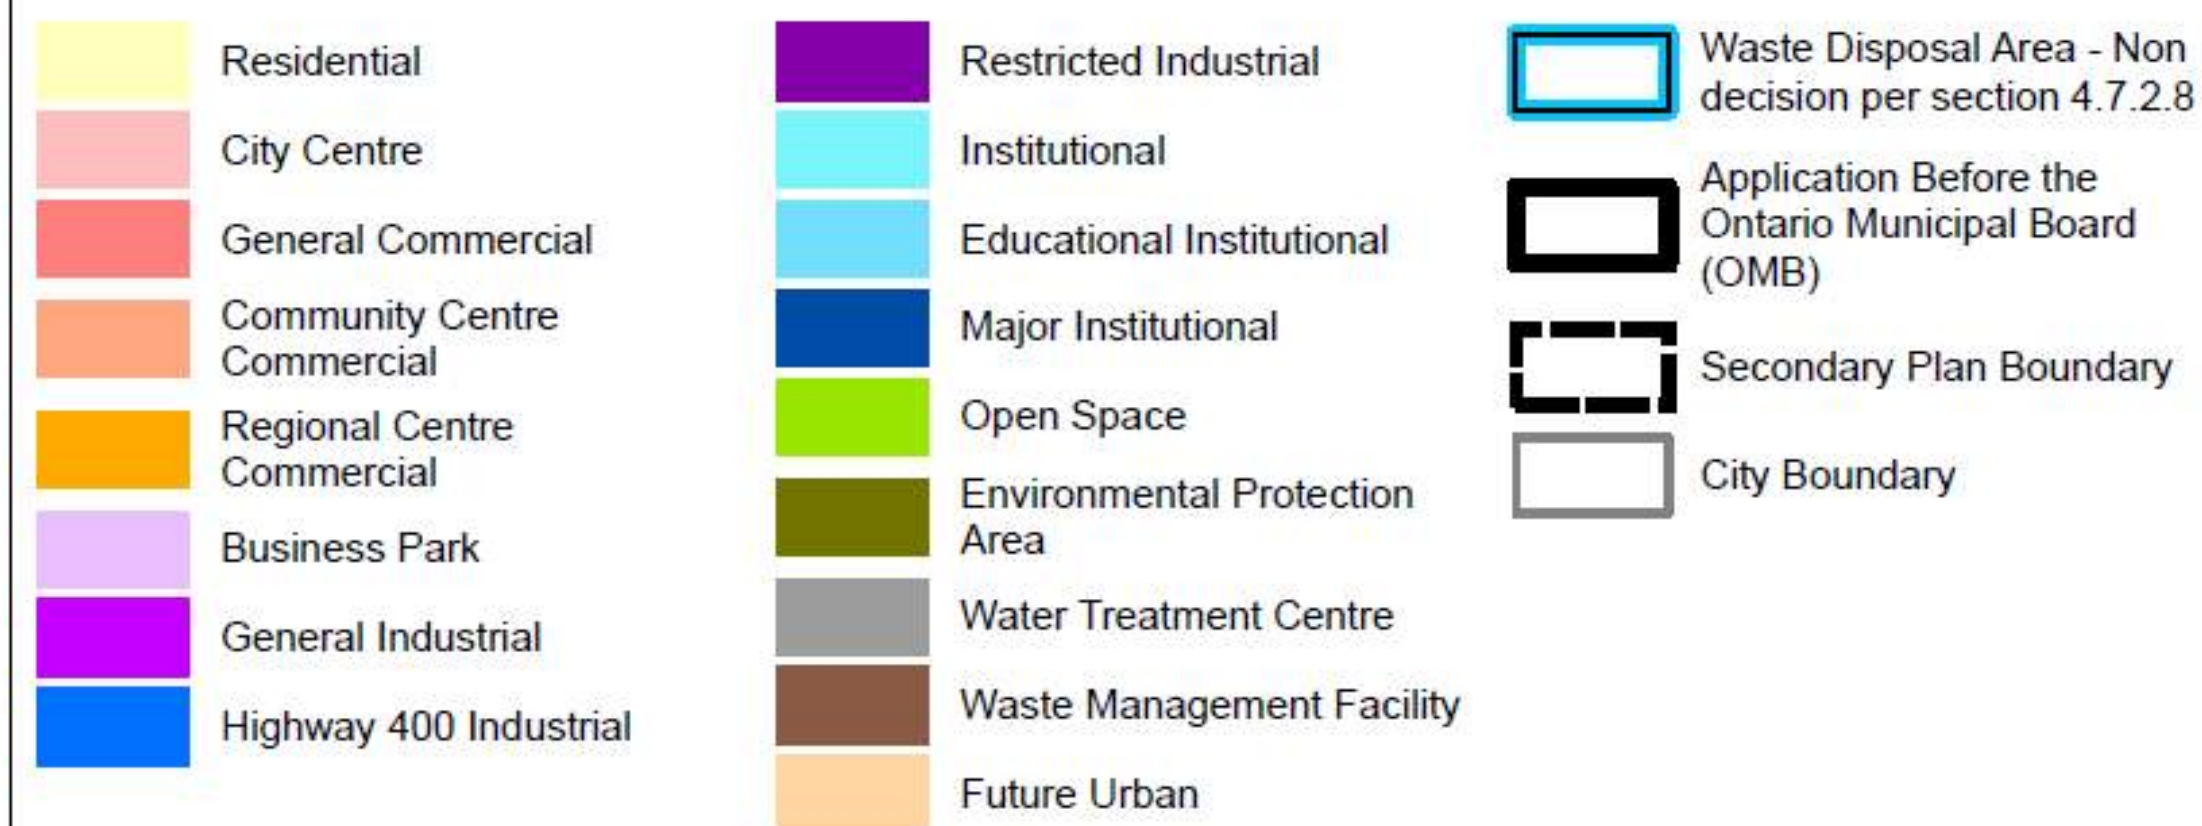 Residential
City Centre
General Commercial
Community Centre
Commercial
Regional Centre
Commercial
Business Park
General Industrial
Highway 400 Industrial
Restricted Industrial
Institutional
Educational Institutional
Major Institutional
Open Space
Environmental Protection
Area
Water Treatment Centre
Waste Management Facility
Future Urban
Waste Disposal Area - Non
decision per section 4.7.2.8
Application Before the
Ontario Municipal Board
(OMB)
Secondary Plan Boundary
City Boundary